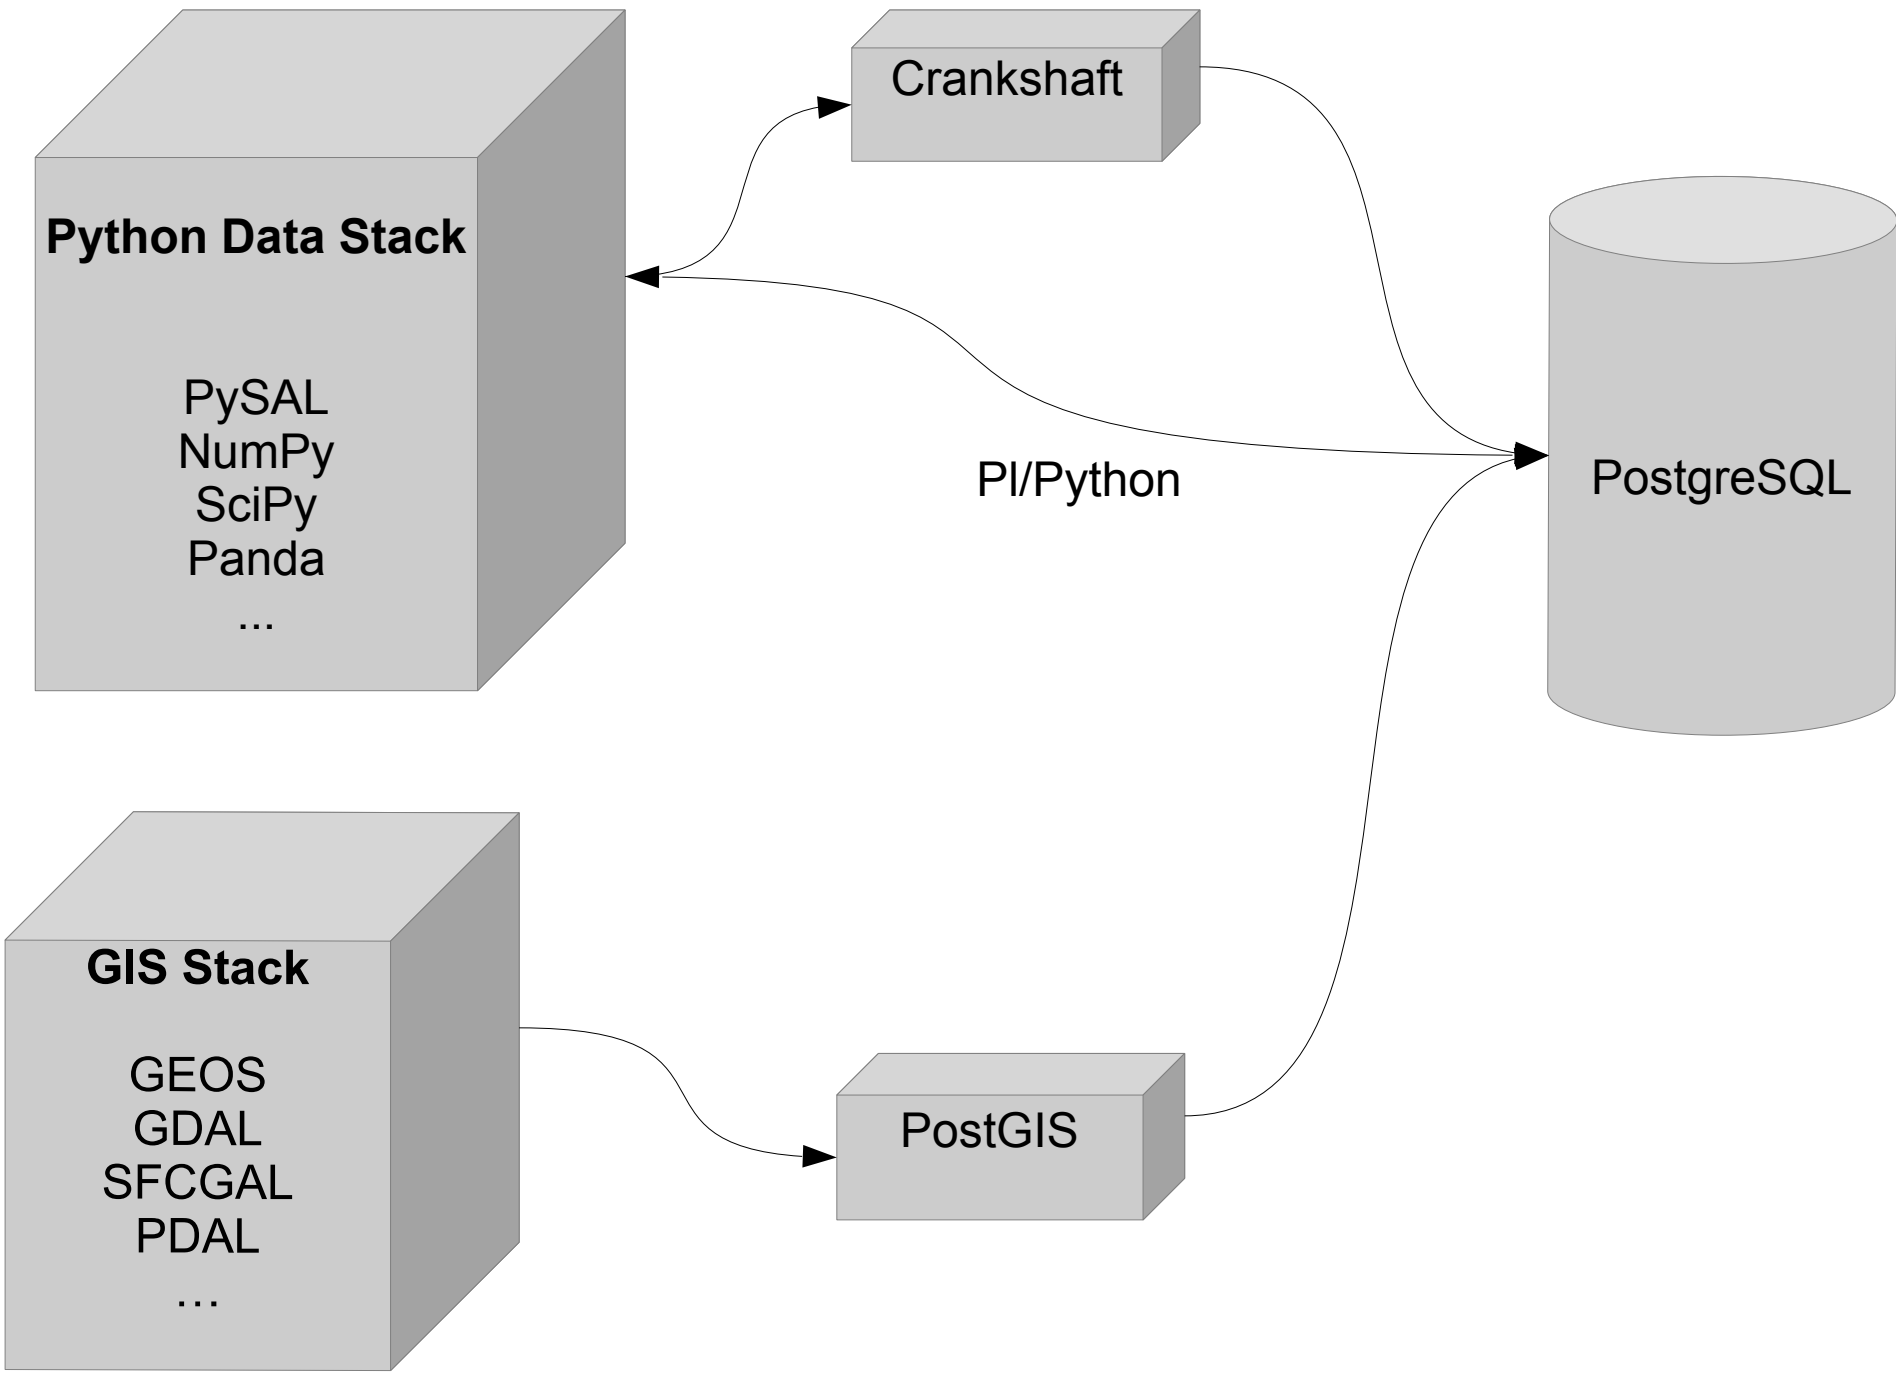 Crankshaft
Python Data Stack
PySAL
NumPy
SciPy
Panda
...
Pl/Python
PostgreSQL
GIS Stack
GEOS
GDAL
SFCGAL
PDAL
…
PostGIS